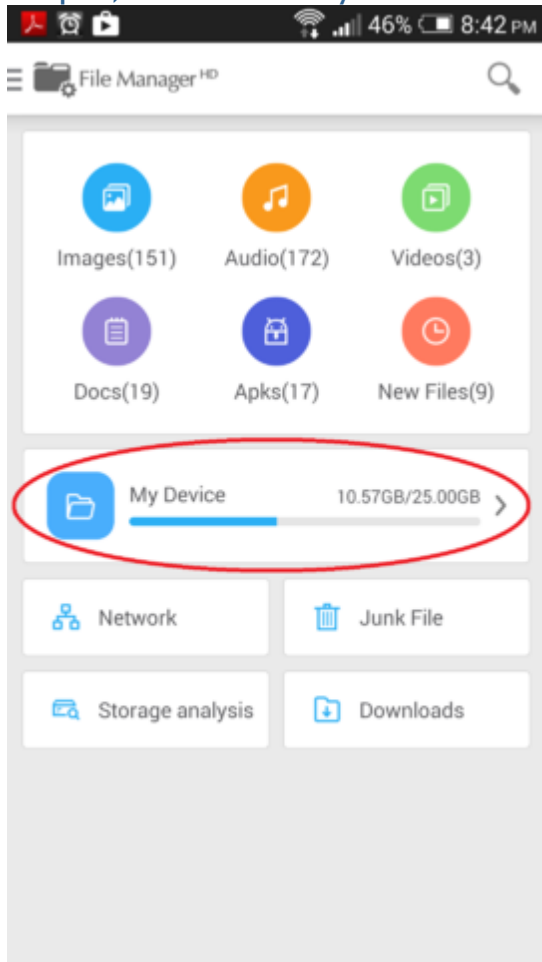 46% 8:42 PM
File Manager HD
Images(151) Audio(172) Videos(3)
Docs(19) Apks(17) New Files(9)
My Device 10.57GB/25.00GB
Network Junk File
Storage analysis Downloads